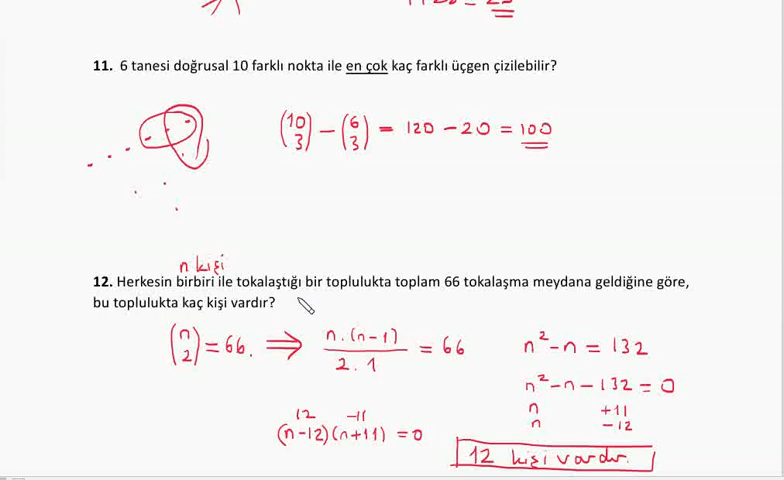 11. 6 tanesi doğrusal 10 farklı nokta ile en çok kaç farklı üçgen çizilebilir?
(10 3) - (6 3) = 120 - 20 = 100
n kişi
12. Herkesin birbiri ile tokalaştığı bir toplulukta toplam 66 tokalaşma meydana geldiğine göre,
bu toplulukta kaç kişi vardır?
(n 2) = 66. ⇒ n.(n-1) / 2.1 = 66
n² - n = 132
n² - n - 132 = 0
n +11
n -12
12 -11
(n-12)(n+11) = 0
12 kişi vardır.